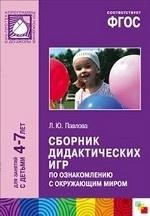 СООТВЕТСТВУЕТ
ФГОС
Л. Ю. Павлова
СБОРНИК
ДИДАКТИЧЕСКИХ
ИГР
ПО ОЗНАКОМЛЕНИЮ
С ОКРУЖАЮЩИМ МИРОМ
ДЛЯ ЗАНЯТИЙ
С ДЕТЬМИ 4-7 ЛЕТ